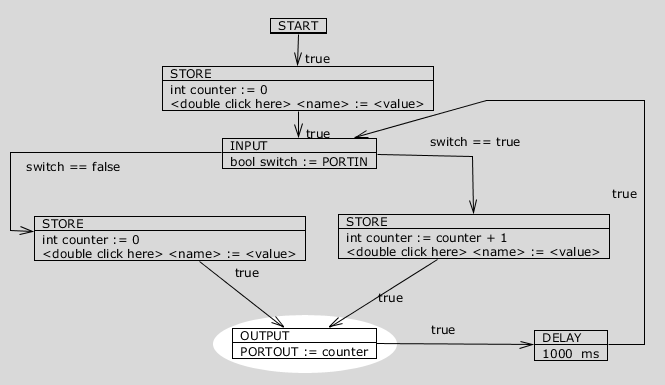 START
true
STORE
int counter := 0
<double click here> <name> := <value>
true
INPUT
bool switch := PORTIN
switch == true
switch == false
true
STORE
int counter := 0
<double click here> <name> := <value>
STORE
int counter := counter + 1
<double click here> <name> := <value>
true
true
OUTPUT
PORTOUT := counter
true
DELAY
1000 ms